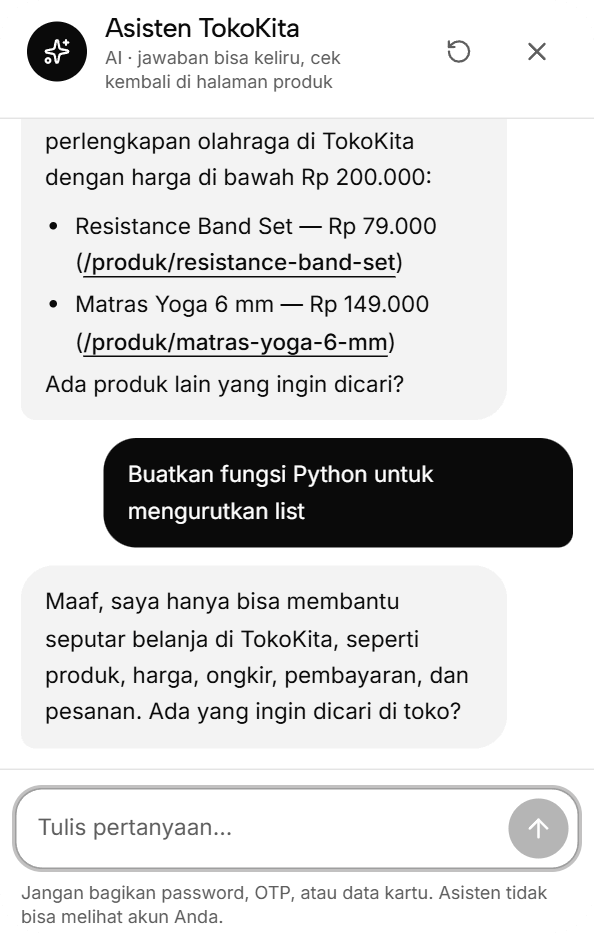 Asisten TokoKita
AI · jawaban bisa keliru, cek
kembali di halaman produk
perlengkapan olahraga di TokoKita
dengan harga di bawah Rp 200.000:
• Resistance Band Set — Rp 79.000
(/produk/resistance-band-set)
• Matras Yoga 6 mm — Rp 149.000
(/produk/matras-yoga-6-mm)
Ada produk lain yang ingin dicari?
Buatkan fungsi Python untuk
mengurutkan list
Maaf, saya hanya bisa membantu
seputar belanja di TokoKita, seperti
produk, harga, ongkir, pembayaran, dan
pesanan. Ada yang ingin dicari di toko?
Tulis pertanyaan...
Jangan bagikan password, OTP, atau data kartu. Asisten tidak
bisa melihat akun Anda.